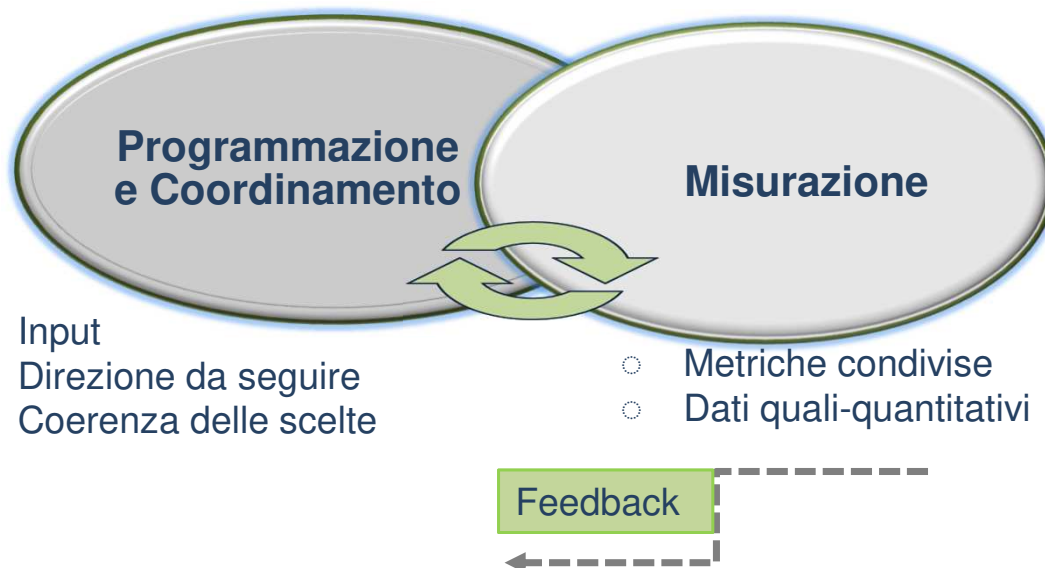 Programmazione
e Coordinamento
Misurazione
Input
Direzione da seguire
Coerenza delle scelte
◌ Metriche condivise
◌ Dati quali-quantitativi
Feedback